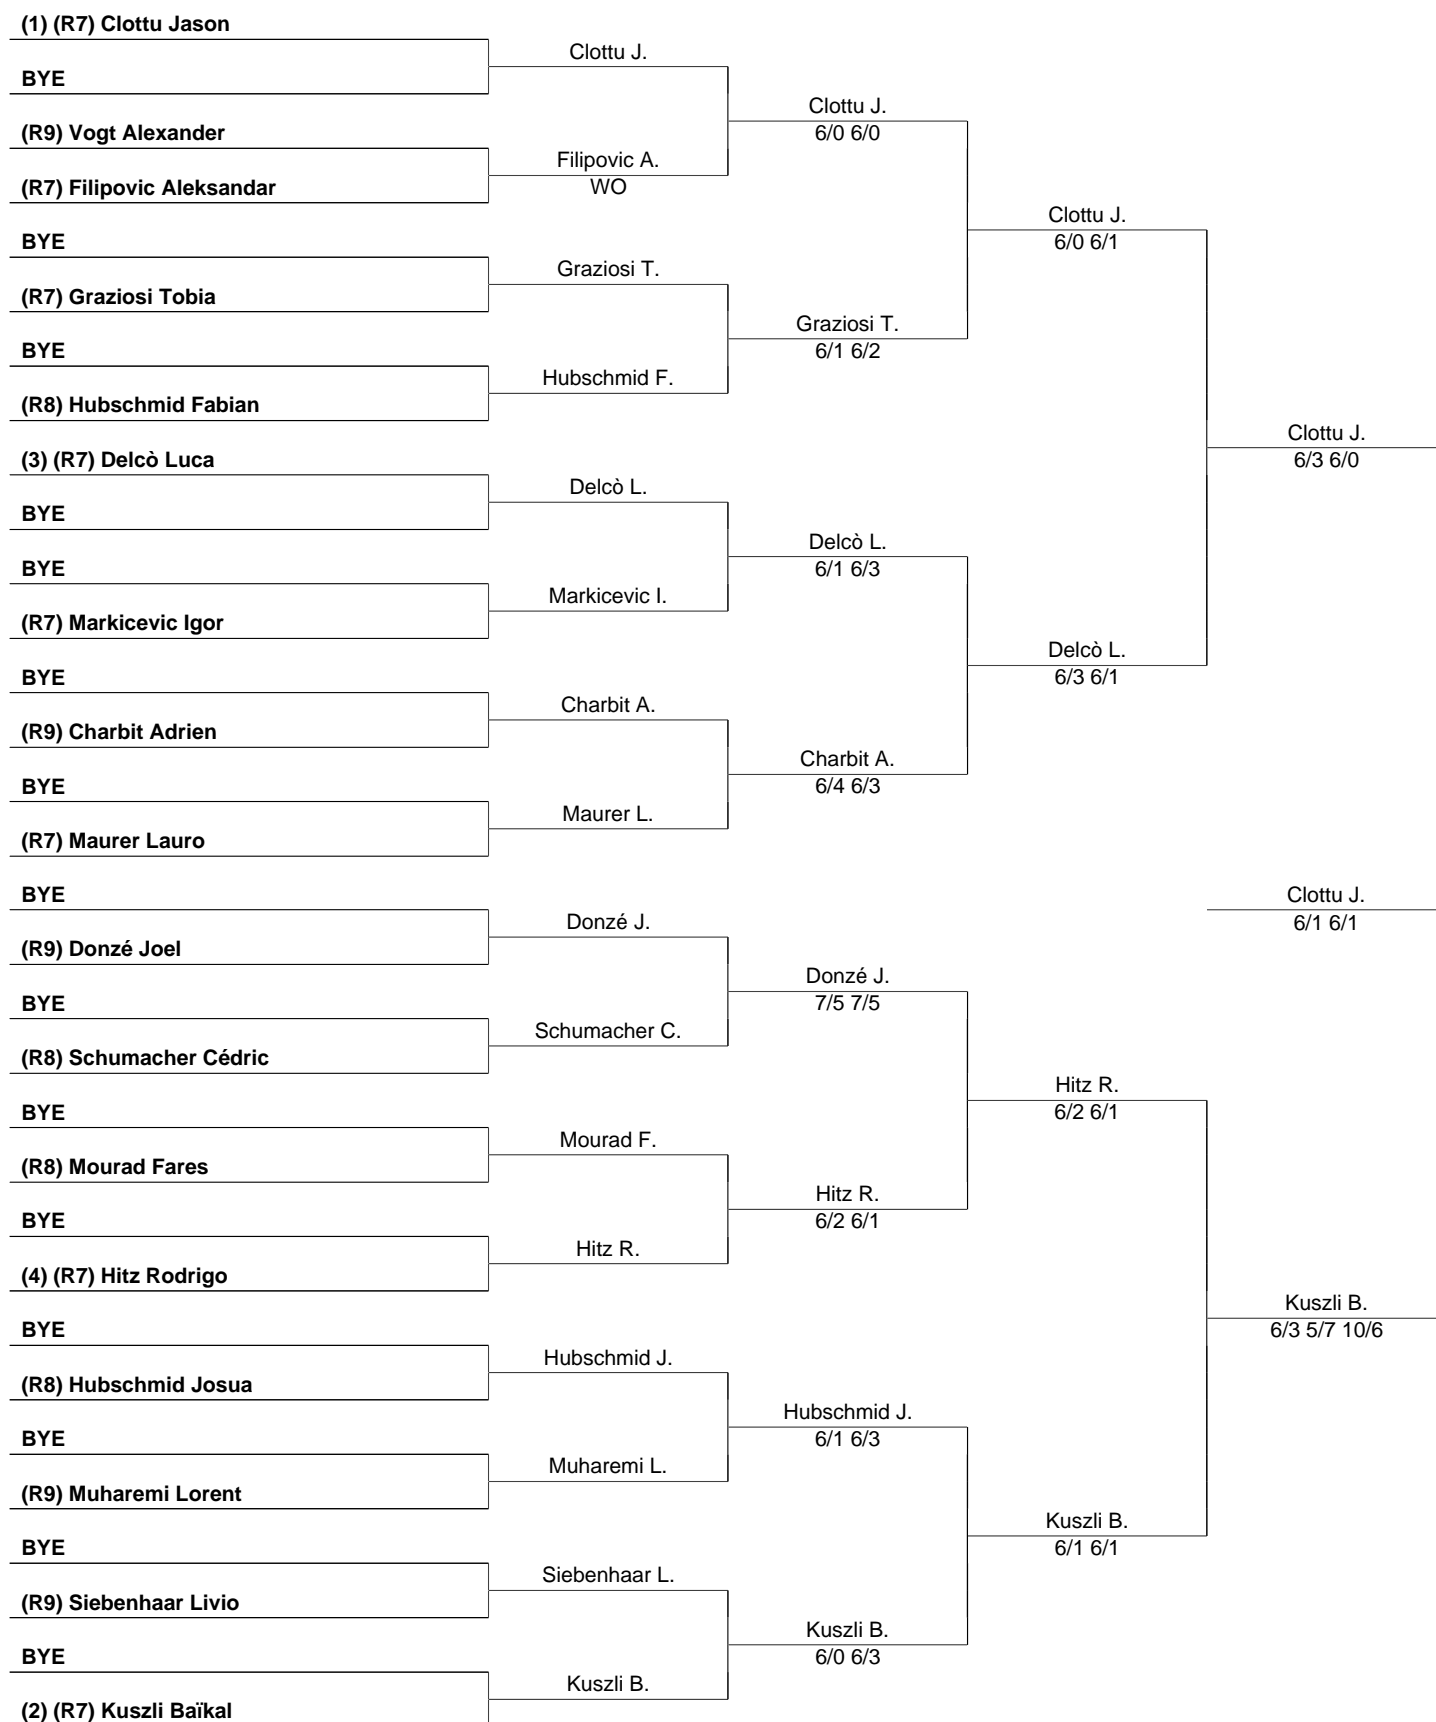 (1) (R7) Clottu Jason
BYE
(R9) Vogt Alexander
(R7) Filipovic Aleksandar
BYE
(R7) Graziosi Tobia
BYE
(R8) Hubschmid Fabian
(3) (R7) Delcò Luca
BYE
BYE
(R7) Markicevic Igor
BYE
(R9) Charbit Adrien
BYE
(R7) Maurer Lauro
BYE
(R9) Donzé Joel
BYE
(R8) Schumacher Cédric
BYE
(R8) Mourad Fares
BYE
(4) (R7) Hitz Rodrigo
BYE
(R8) Hubschmid Josua
BYE
(R9) Muharemi Lorent
BYE
(R9) Siebenhaar Livio
BYE
(2) (R7) Kuszli Baïkal
Clottu J.
Filipovic A.
WO
Graziosi T.
Hubschmid F.
Delcò L.
Markicevic I.
Charbit A.
Maurer L.
Donzé J.
Schumacher C.
Mourad F.
Hitz R.
Hubschmid J.
Muharemi L.
Siebenhaar L.
Kuszli B.
Clottu J.
6/0 6/0
Graziosi T.
6/1 6/2
Delcò L.
6/1 6/3
Charbit A.
6/4 6/3
Donzé J.
7/5 7/5
Hitz R.
6/2 6/1
Hubschmid J.
6/1 6/3
Kuszli B.
6/0 6/3
Clottu J.
6/0 6/1
Delcò L.
6/3 6/1
Hitz R.
6/2 6/1
Kuszli B.
6/1 6/1
Clottu J.
6/3 6/0
Clottu J.
6/1 6/1
Kuszli B.
6/3 5/7 10/6